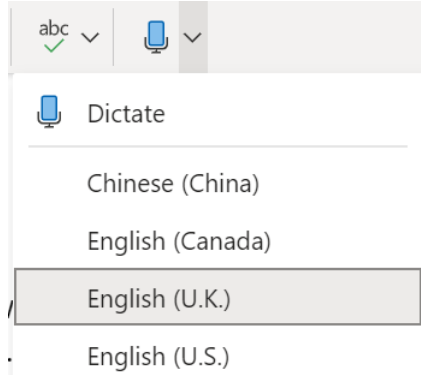 abc
Dictate
Chinese (China)
English (Canada)
English (U.K.)
English (U.S.)